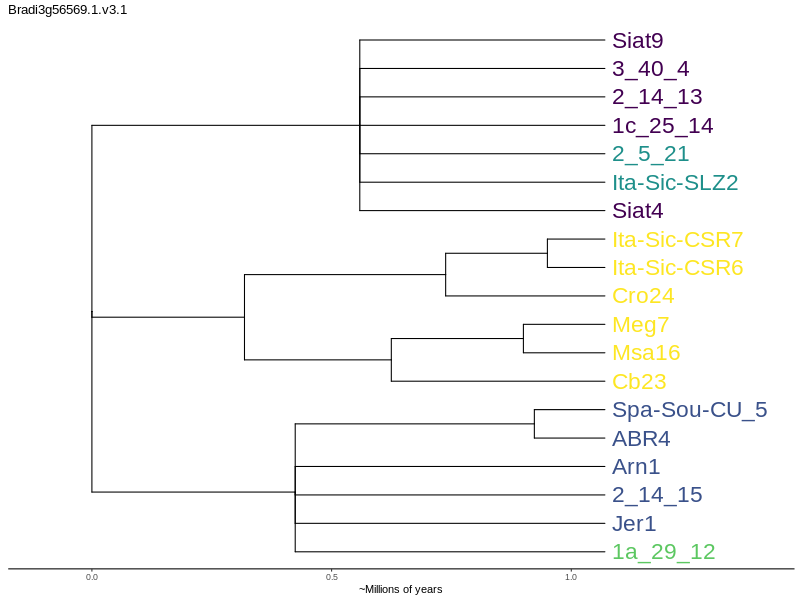 Bradi3g56569.1.v3.1
Siat9
3_40_4
2_14_13
1c_25_14
2_5_21
Ita-Sic-SLZ2
Siat4
Ita-Sic-CSR7
Ita-Sic-CSR6
Cro24
Meg7
Msa16
Cb23
Spa-Sou-CU_5
ABR4
Arn1
2_14_15
Jer1
1a_29_12
0.0 0.5 1.0
~Millions of years